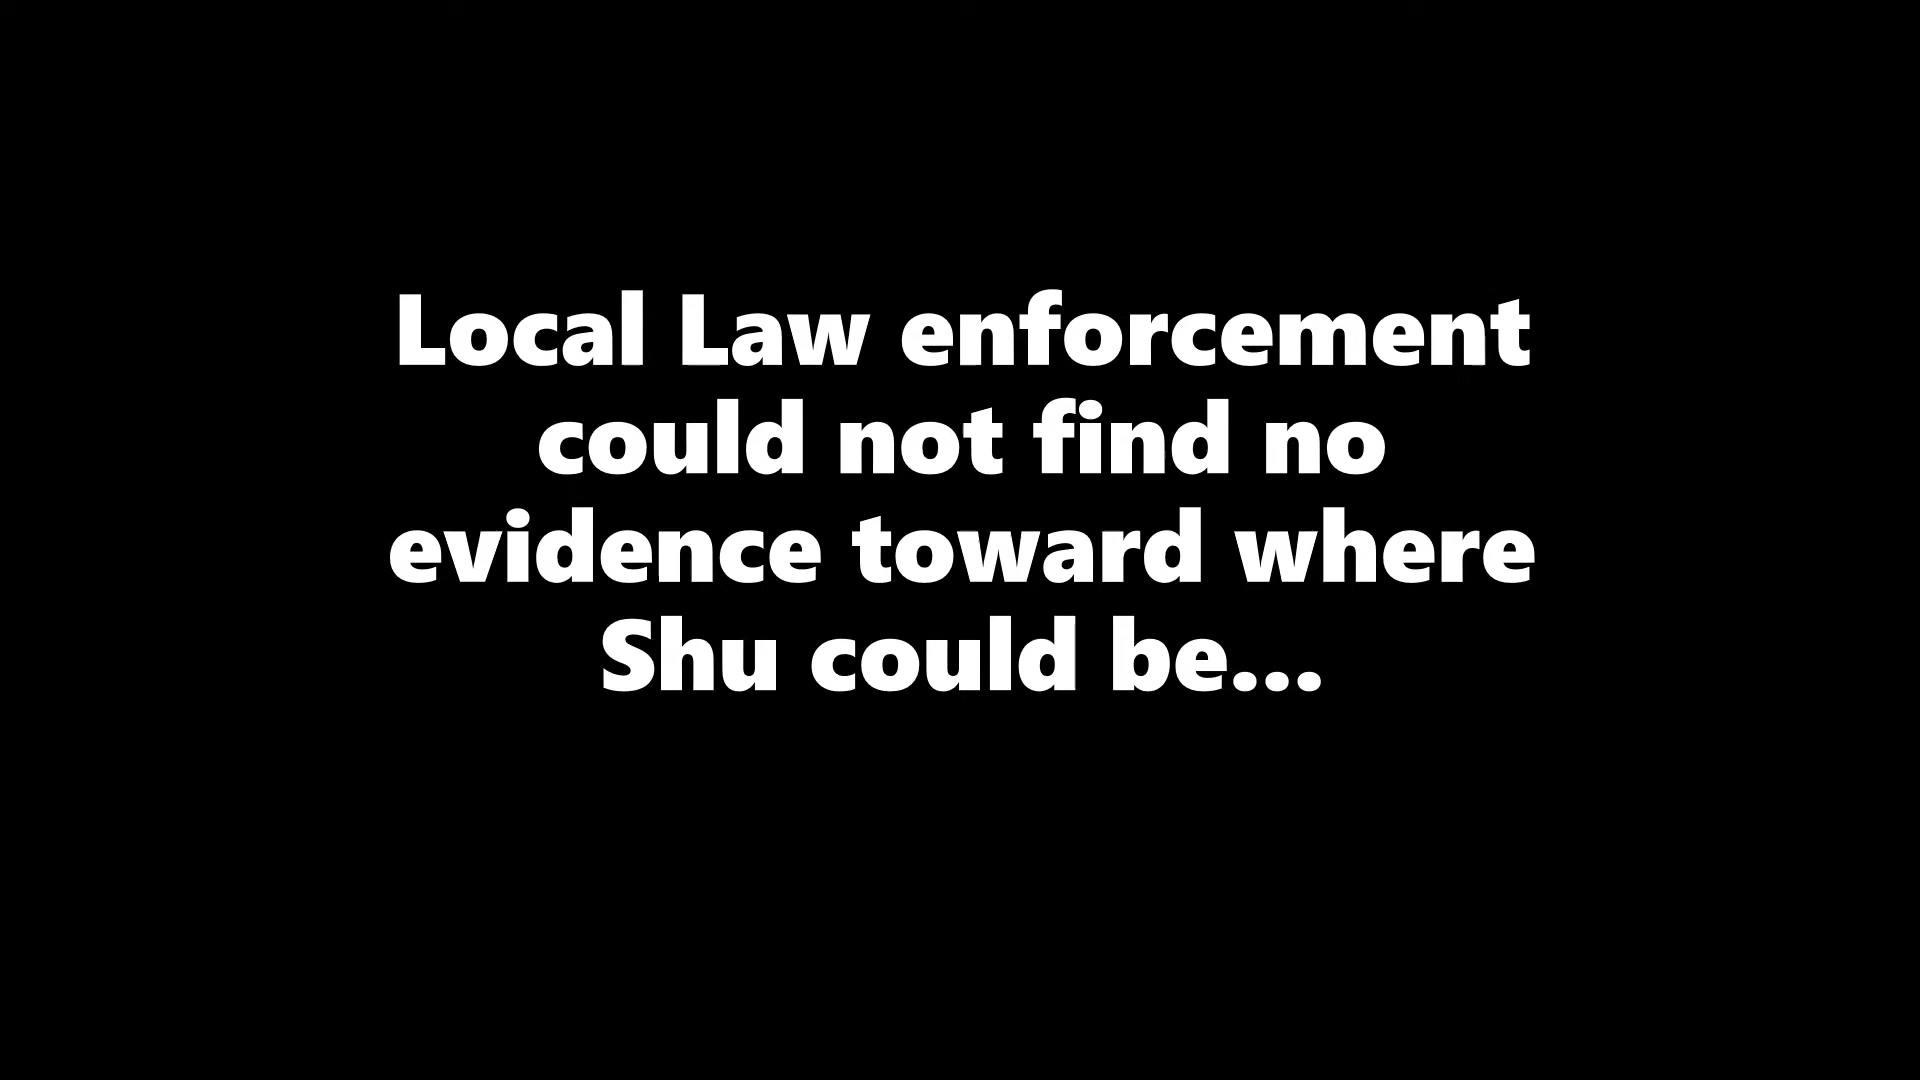 Local Law enforcement
could not find no
evidence toward where
Shu could be...